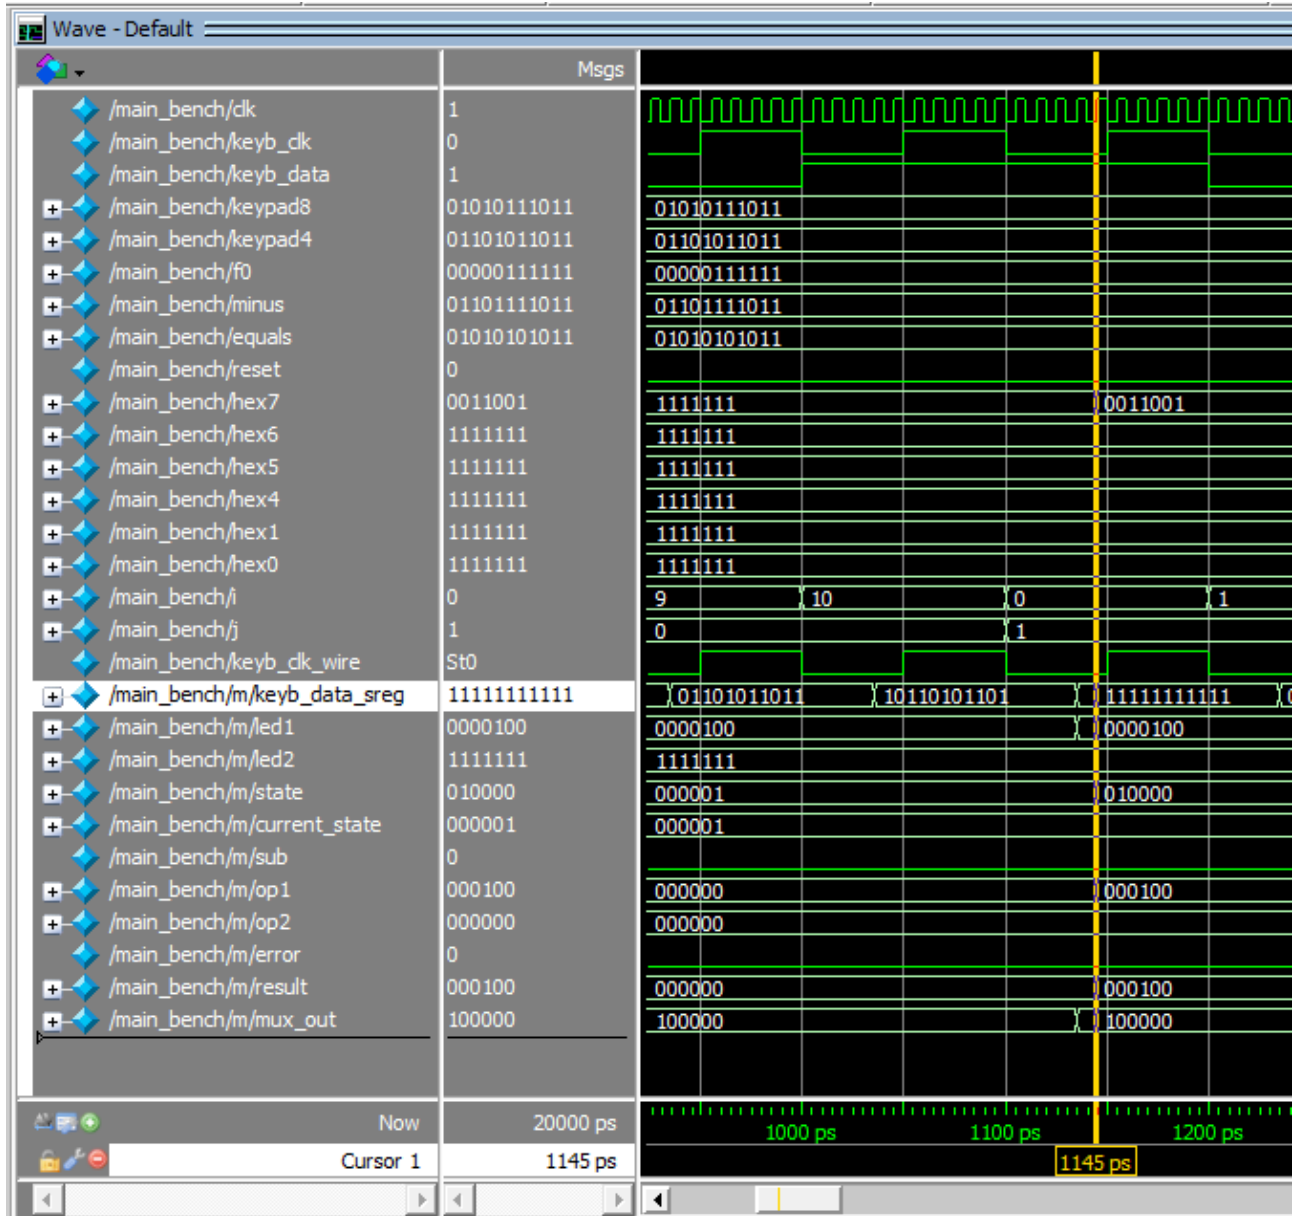 Wave - Default
Msgs
/main_bench/clk 1
/main_bench/keyb_clk 0
/main_bench/keyb_data 1
/main_bench/keypad8 01010111011 01010111011
/main_bench/keypad4 01101011011 01101011011
/main_bench/f0 00000111111 00000111111
/main_bench/minus 01101111011 01101111011
/main_bench/equals 01010101011 01010101011
/main_bench/reset 0
/main_bench/hex7 0011001 1111111 0011001
/main_bench/hex6 1111111 1111111
/main_bench/hex5 1111111 1111111
/main_bench/hex4 1111111 1111111
/main_bench/hex1 1111111 1111111
/main_bench/hex0 1111111 1111111
/main_bench/i 0 9 10 0 1
/main_bench/j 1 0 1
/main_bench/keyb_clk_wire St0
/main_bench/m/keyb_data_sreg 11111111111 01101011011 10110101101 11111111111
/main_bench/m/led1 0000100 0000100 0000100
/main_bench/m/led2 1111111 1111111
/main_bench/m/state 010000 000001 010000
/main_bench/m/current_state 000001 000001
/main_bench/m/sub 0
/main_bench/m/op1 000100 000000 000100
/main_bench/m/op2 000000 000000
/main_bench/m/error 0
/main_bench/m/result 000100 000000 000100
/main_bench/m/mux_out 100000 100000 100000
Now 20000 ps 1000 ps 1100 ps 1200 ps
Cursor 1 1145 ps 1145 ps